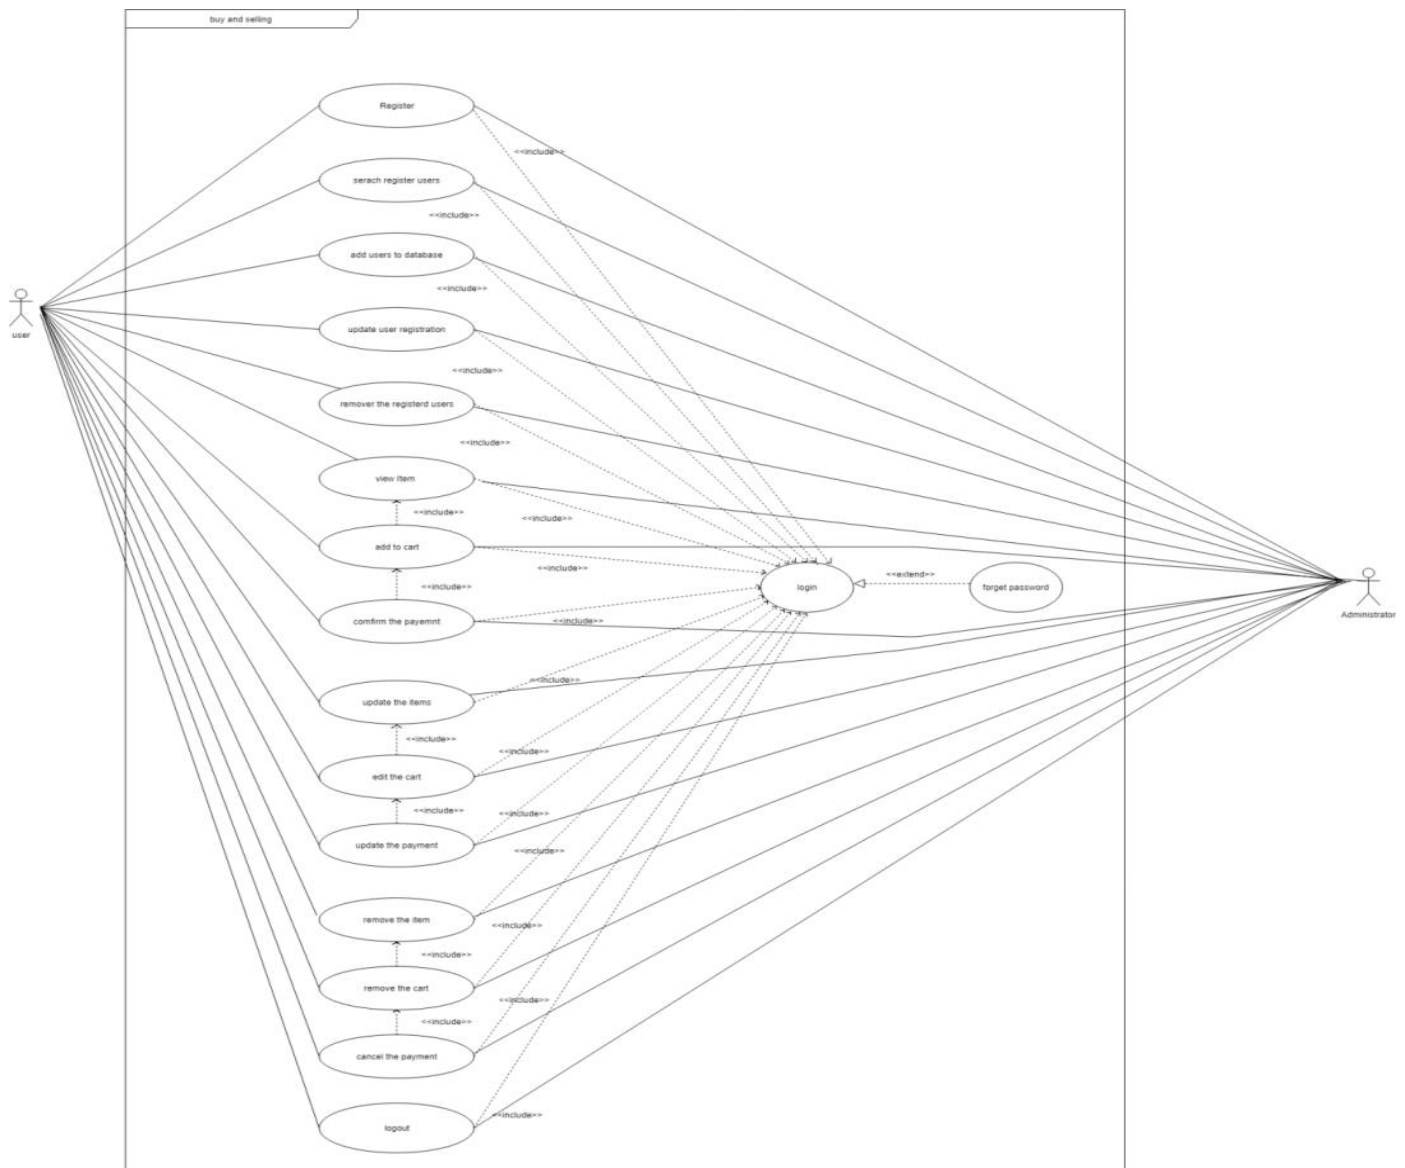 buy and selling
Register
<<include>>
serach register users
<<include>>
add users to database
<<include>>
user
update user registration
<<include>>
remover the registerd users
<<include>>
view item
<<include>>
<<include>>
add to cart
<<include>>
<<extend>>
<<include>>
login
forget password
Administrator
comfirm the payemnt
<<include>>
<<include>>
update the items
<<include>>
<<include>>
edit the cart
<<include>>
<<include>>
update the payment
<<include>>
remove the item
<<include>>
<<include>>
remove the cart
<<include>>
<<include>>
cancel the payment
<<include>>
logout